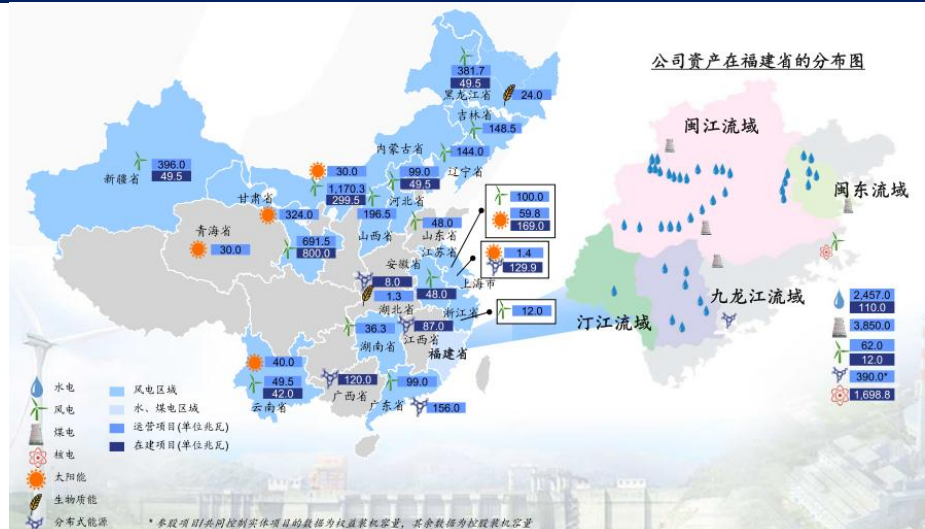 公司资产在福建省的分布图
381.7
49.5
黑龙江省
24.0
吉林省
148.5
内蒙古省
144.0
辽宁省
396.0
49.5
新疆省
30.0
1,170.3
299.5
99.0
49.5
河北省
甘肃省
324.0
196.5
山西省
48.0
山东省
青海省
30.0
691.5
800.0
江苏省
100.0
59.8
169.0
安徽省
1.4
129.9
上海市
8.0
1.3
湖北省
48.0
浙江省
12.0
36.3
湖南省
87.0
江西省
福建省
40.0
49.5
42.0
云南省
120.0
广西省
99.0
广东省
156.0
闽江流域
闽东流域
九龙江流域
汀江流域
2,457.0
110.0
3,850.0
62.0
12.0
390.0*
1,698.8
水电
风电
煤电
核电
太阳能
生物质能
分布式能源
风电区域
水、煤电区域
运营项目(单位兆瓦)
在建项目(单位兆瓦)
* 参股项目/共同控制实体项目的数据为权益装机容量，其余数据为控股装机容量